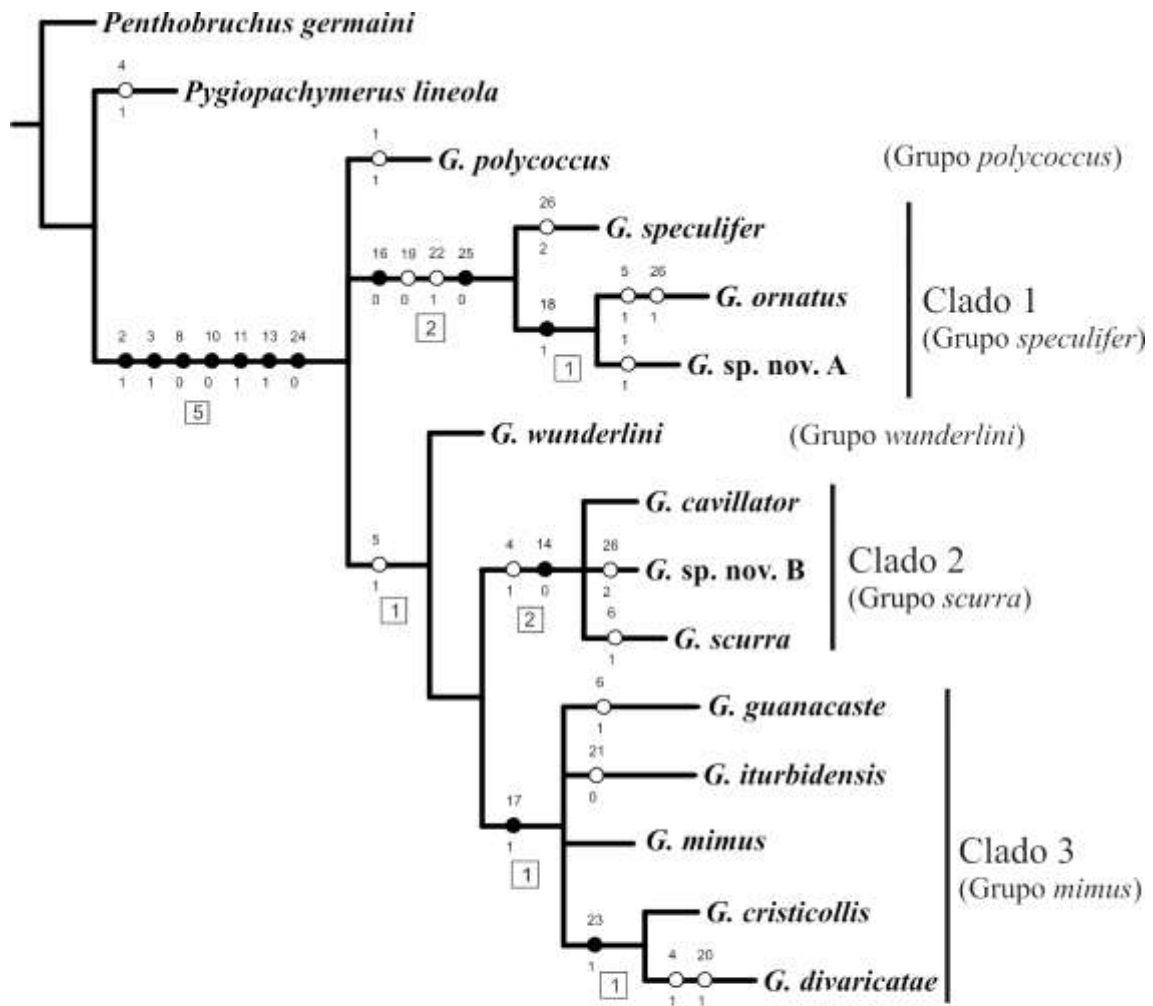 Penthobruchus germaini
4
Pygiopachymerus lineola
1
1
G. polycoccus
(Grupo polycoccus)
1
26
G. speculifer
2
16 19 22 25
0 0 1 0
2
5 26
G. ornatus
1 1
Clado 1
(Grupo speculifer)
18
1
1
1
G. sp. nov. A
1
2 3 8 10 11 13 24
1 1 0 0 1 1 0
5
G. wunderlini
(Grupo wunderlini)
G. cavillator
5
1
1
4 14
1 0
2
26
G. sp. nov. B
2
Clado 2
(Grupo scurra)
6
G. scurra
1
6
G. guanacaste
1
21
G. iturbidensis
0
17
1
1
G. mimus
Clado 3
(Grupo mimus)
G. cristicollis
23
1
1
4 20
G. divaricatae
1 1